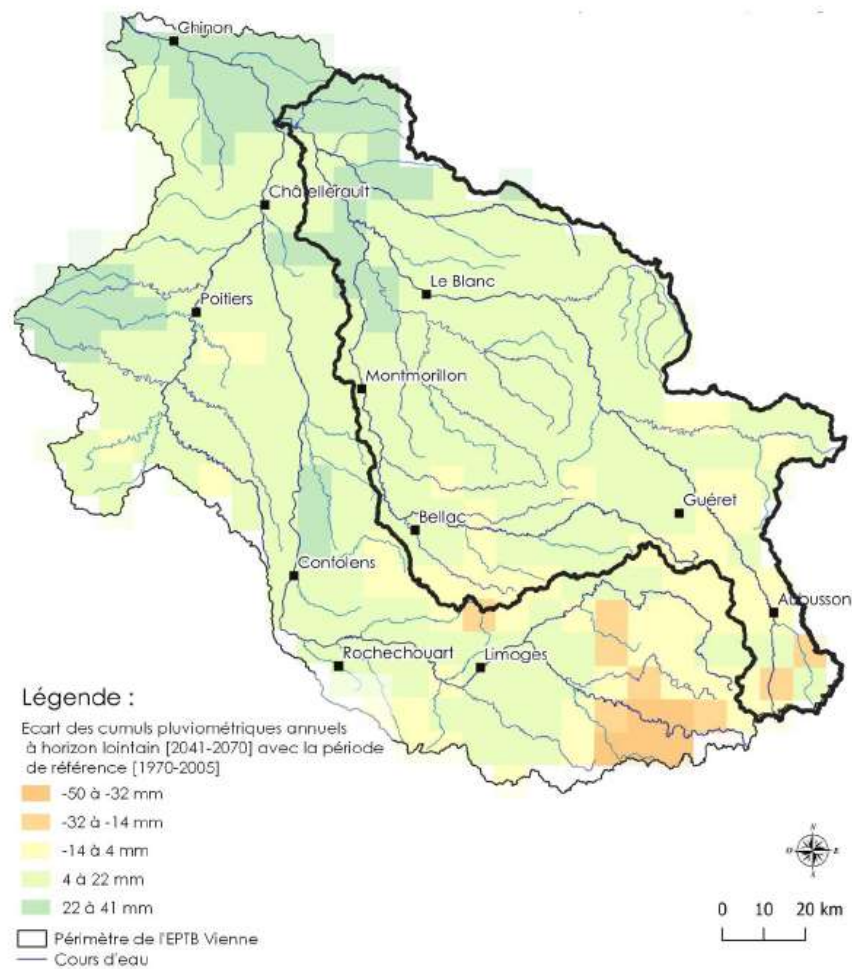 Chinon
Châtellerault
Le Blanc
Poitiers
Montmorillon
Guéret
Bellac
Confolens
Aubusson
Rochechouart
Limoges
Légende :
Ecart des cumuls pluviométriques annuels
à horizon lointain [2041-2070] avec la période
de référence [1970-2005]
-50 à -32 mm
-32 à -14 mm
-14 à 4 mm
4 à 22 mm
22 à 41 mm
Périmètre de l'EPTB Vienne
Cours d'eau
N
O E
S
0 10 20 km